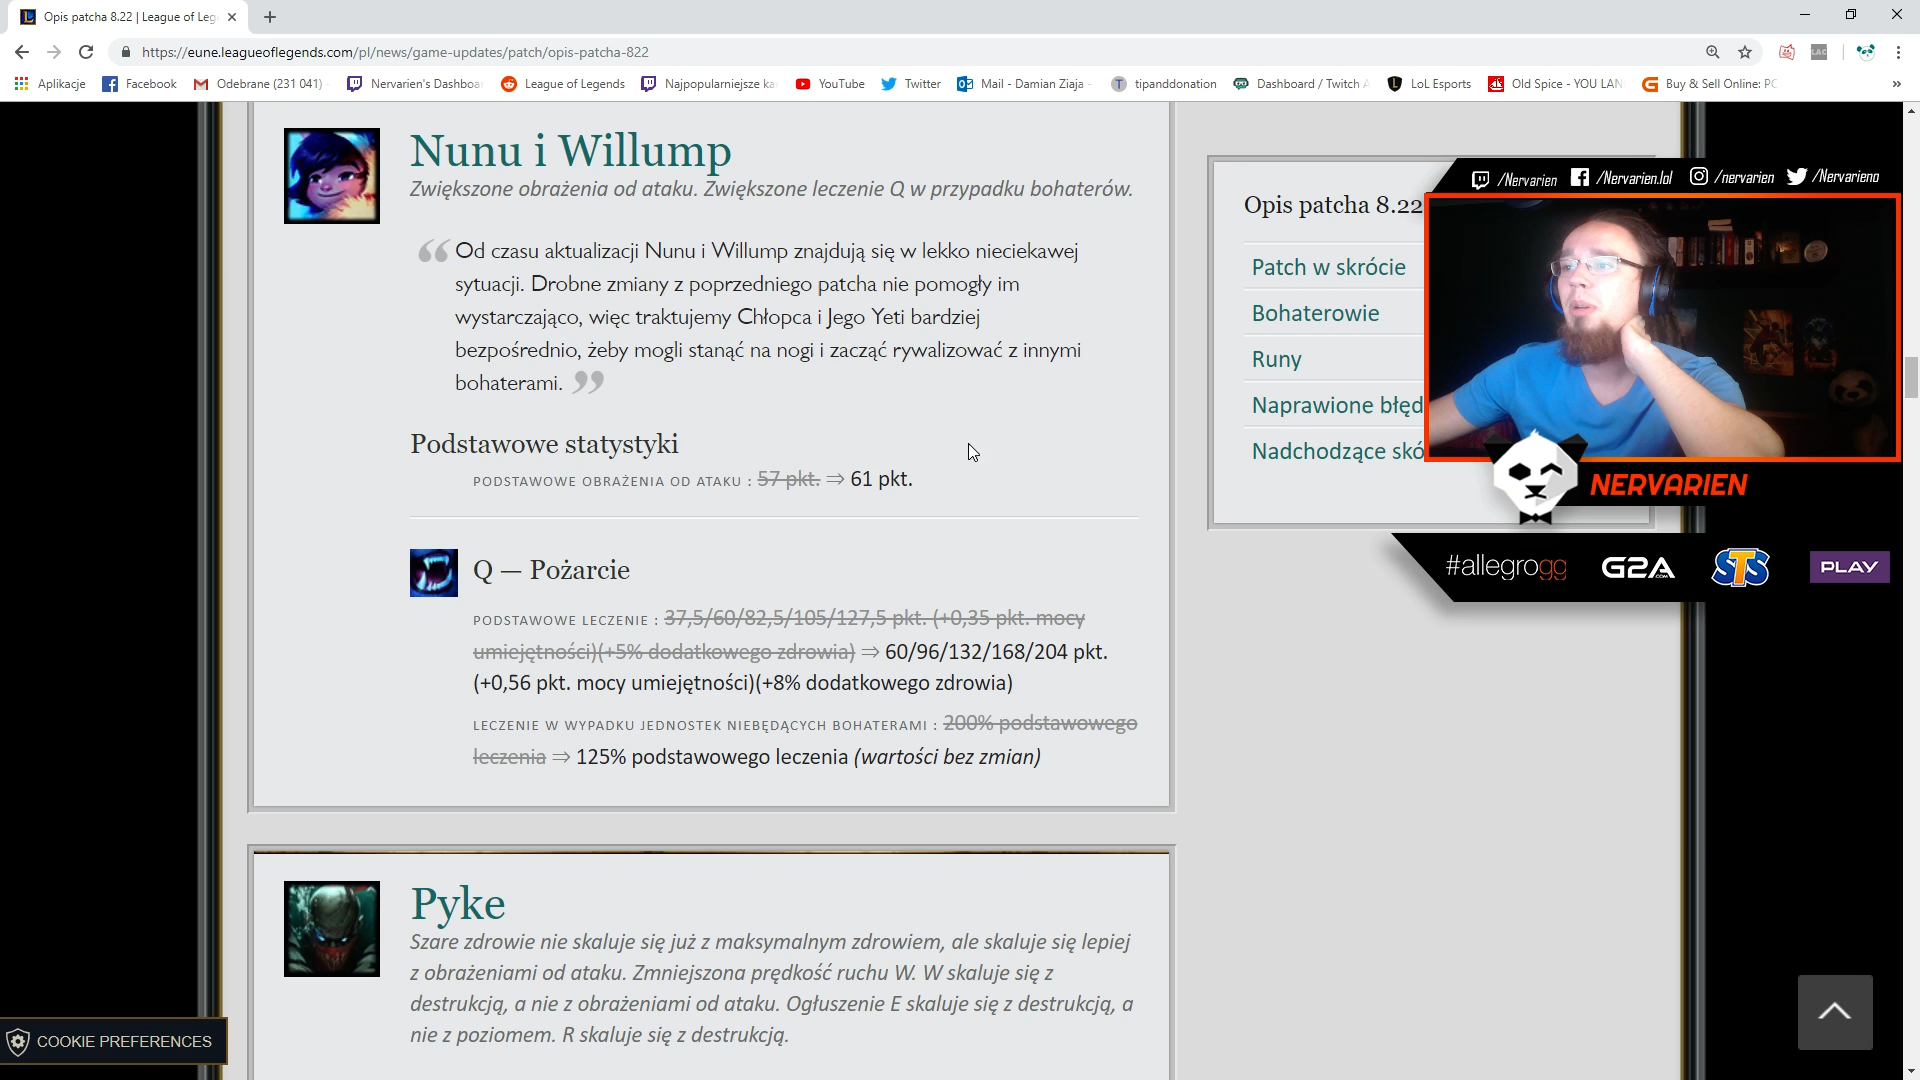 Opis patcha 8.22 | League of Leg
https://eune.leagueoflegends.com/pl/news/game-updates/patch/opis-patcha-822
Aplikacje
Facebook
Odebrane (231 041)
Nervarien's Dashboa
League of Legends
Najpopularniejsze ka
YouTube
Twitter
Mail - Damian Ziaja -
tipanddonation
Dashboard / Twitch A
LoL Esports
Old Spice - YOU LAN
Buy & Sell Online: PC
Nunu i Willump
Zwiększone obrażenia od ataku. Zwiększone leczenie Q w przypadku bohaterów.
“ Od czasu aktualizacji Nunu i Willump znajdują się w lekko nieciekawej
sytuacji. Drobne zmiany z poprzedniego patcha nie pomogły im
wystarczająco, więc traktujemy Chłopca i Jego Yeti bardziej
bezpośrednio, żeby mogli stanąć na nogi i zacząć rywalizować z innymi
bohaterami. ”
Podstawowe statystyki
PODSTAWOWE OBRAŻENIA OD ATAKU : 57 pkt. ⇒ 61 pkt.
Q — Pożarcie
PODSTAWOWE LECZENIE : 37,5/60/82,5/105/127,5 pkt. (+0,35 pkt. mocy
umiejętności)(+5% dodatkowego zdrowia) ⇒ 60/96/132/168/204 pkt.
(+0,56 pkt. mocy umiejętności)(+8% dodatkowego zdrowia)
LECZENIE W WYPADKU JEDNOSTEK NIEBĘDĄCYCH BOHATERAMI : 200% podstawowego
leczenia ⇒ 125% podstawowego leczenia (wartości bez zmian)
Pyke
Szare zdrowie nie skaluje się już z maksymalnym zdrowiem, ale skaluje się lepiej
z obrażeniami od ataku. Zmniejszona prędkość ruchu W. W skaluje się z
destrukcją, a nie z obrażeniami od ataku. Ogłuszenie E skaluje się z destrukcją, a
nie z poziomem. R skaluje się z destrukcją.
Opis patcha 8.22
Patch w skrócie
Bohaterowie
Runy
Naprawione błęd
Nadchodzące skó
/Nervarien
/Nervarien.lol
/nervarien
/Nervarieno
NERVARIEN
#allegrogg
G2A.COM
STS
PLAY
COOKIE PREFERENCES